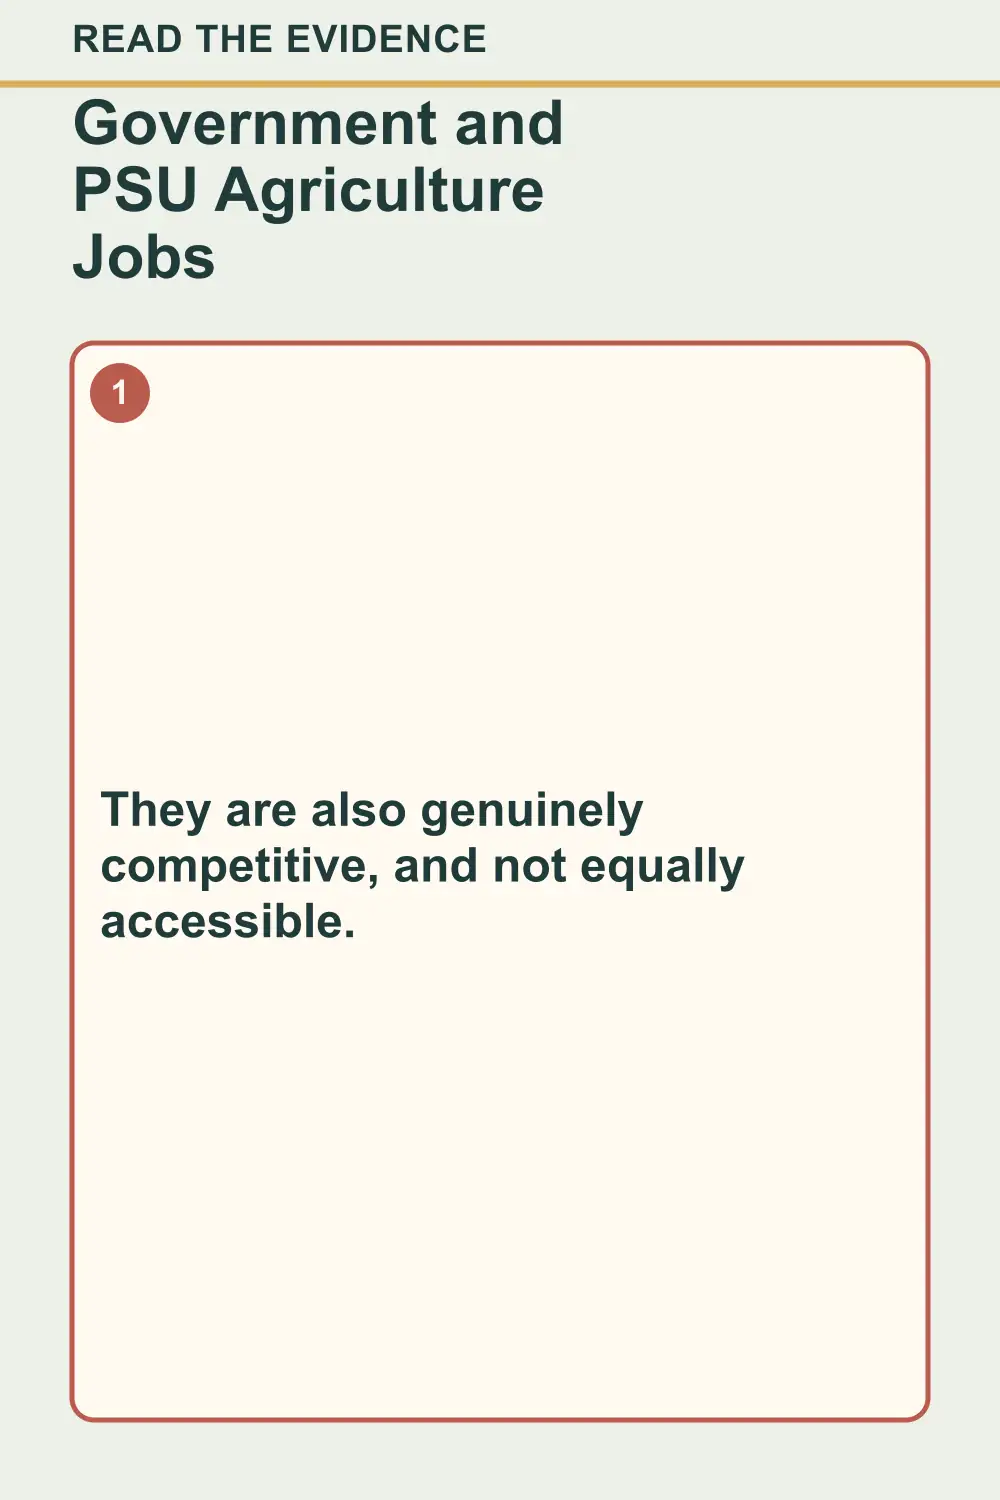 READ THE EVIDENCE
Government and
PSU Agriculture
Jobs
1
They are also genuinely
competitive, and not equally
accessible.